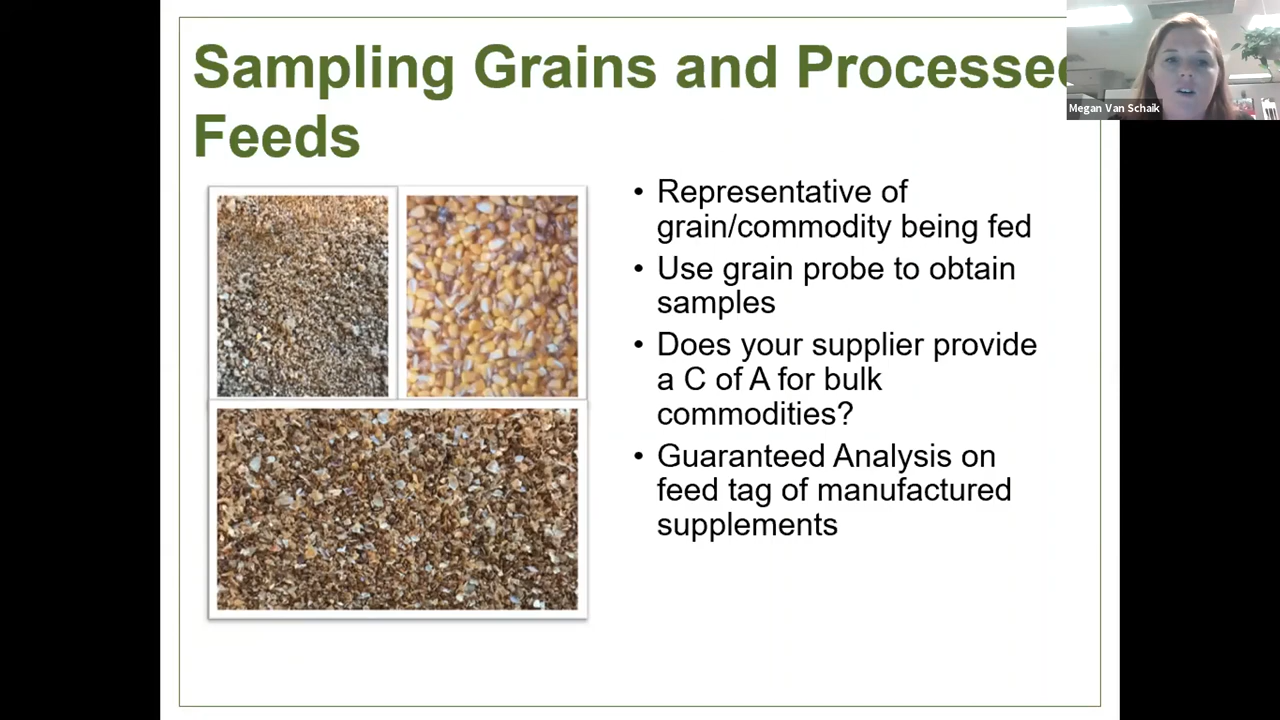 Sampling Grains and Processed
Feeds
Megan Van Schaik
• Representative of
grain/commodity being fed
• Use grain probe to obtain
samples
• Does your supplier provide
a C of A for bulk
commodities?
• Guaranteed Analysis on
feed tag of manufactured
supplements